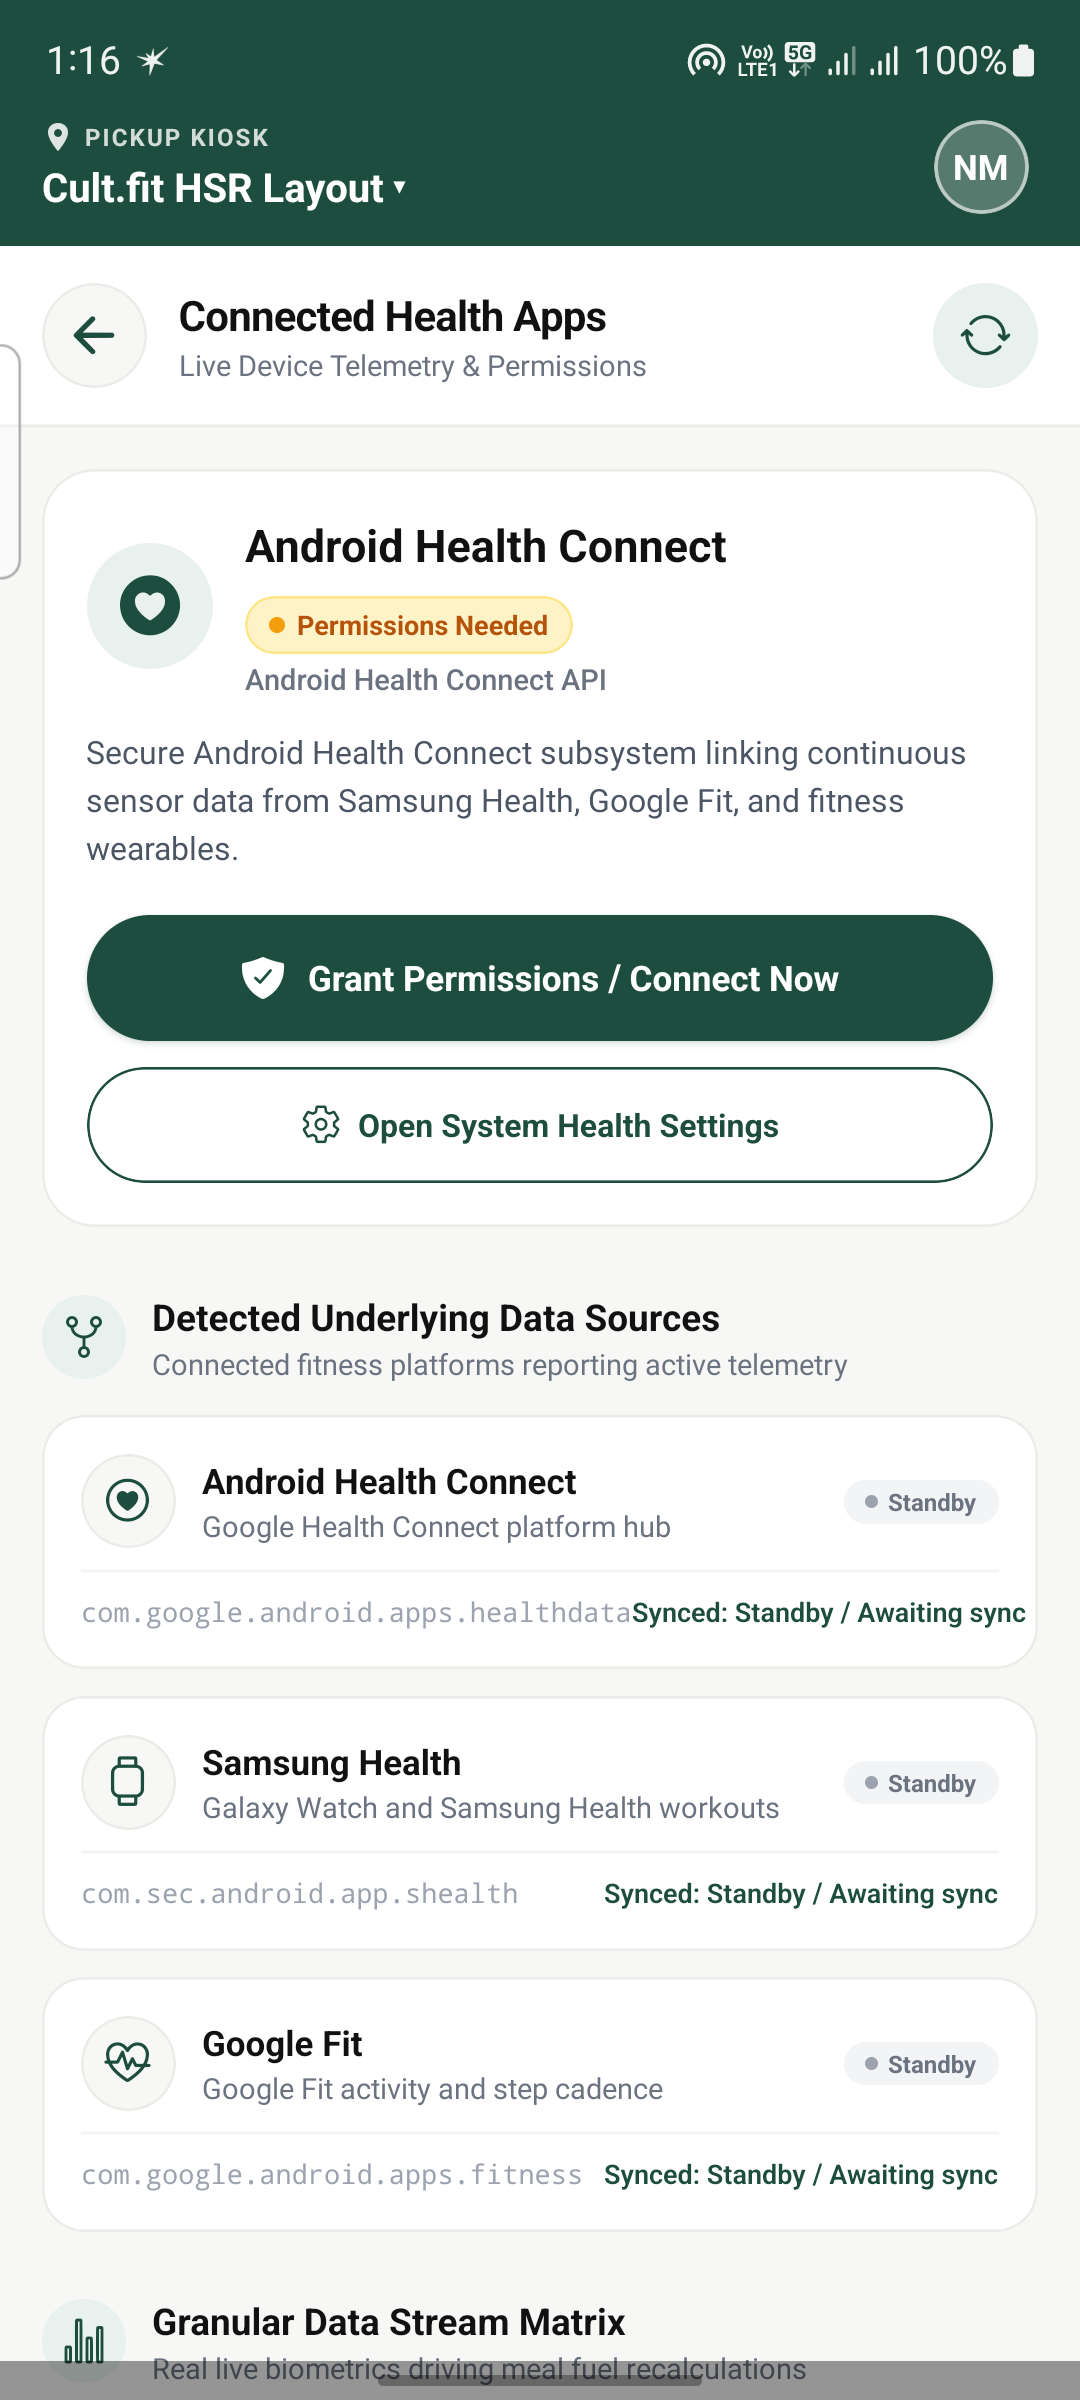 1:16
Vo)) LTE1 5G 100%
PICKUP KIOSK
Cult.fit HSR Layout ▾
NM
Connected Health Apps
Live Device Telemetry & Permissions
Android Health Connect
Permissions Needed
Android Health Connect API
Secure Android Health Connect subsystem linking continuous
sensor data from Samsung Health, Google Fit, and fitness
wearables.
Grant Permissions / Connect Now
Open System Health Settings
Detected Underlying Data Sources
Connected fitness platforms reporting active telemetry
Android Health Connect
Google Health Connect platform hub
Standby
com.google.android.apps.healthdata Synced: Standby / Awaiting sync
Samsung Health
Galaxy Watch and Samsung Health workouts
Standby
com.sec.android.app.shealth Synced: Standby / Awaiting sync
Google Fit
Google Fit activity and step cadence
Standby
com.google.android.apps.fitness Synced: Standby / Awaiting sync
Granular Data Stream Matrix
Real live biometrics driving meal fuel recalculations